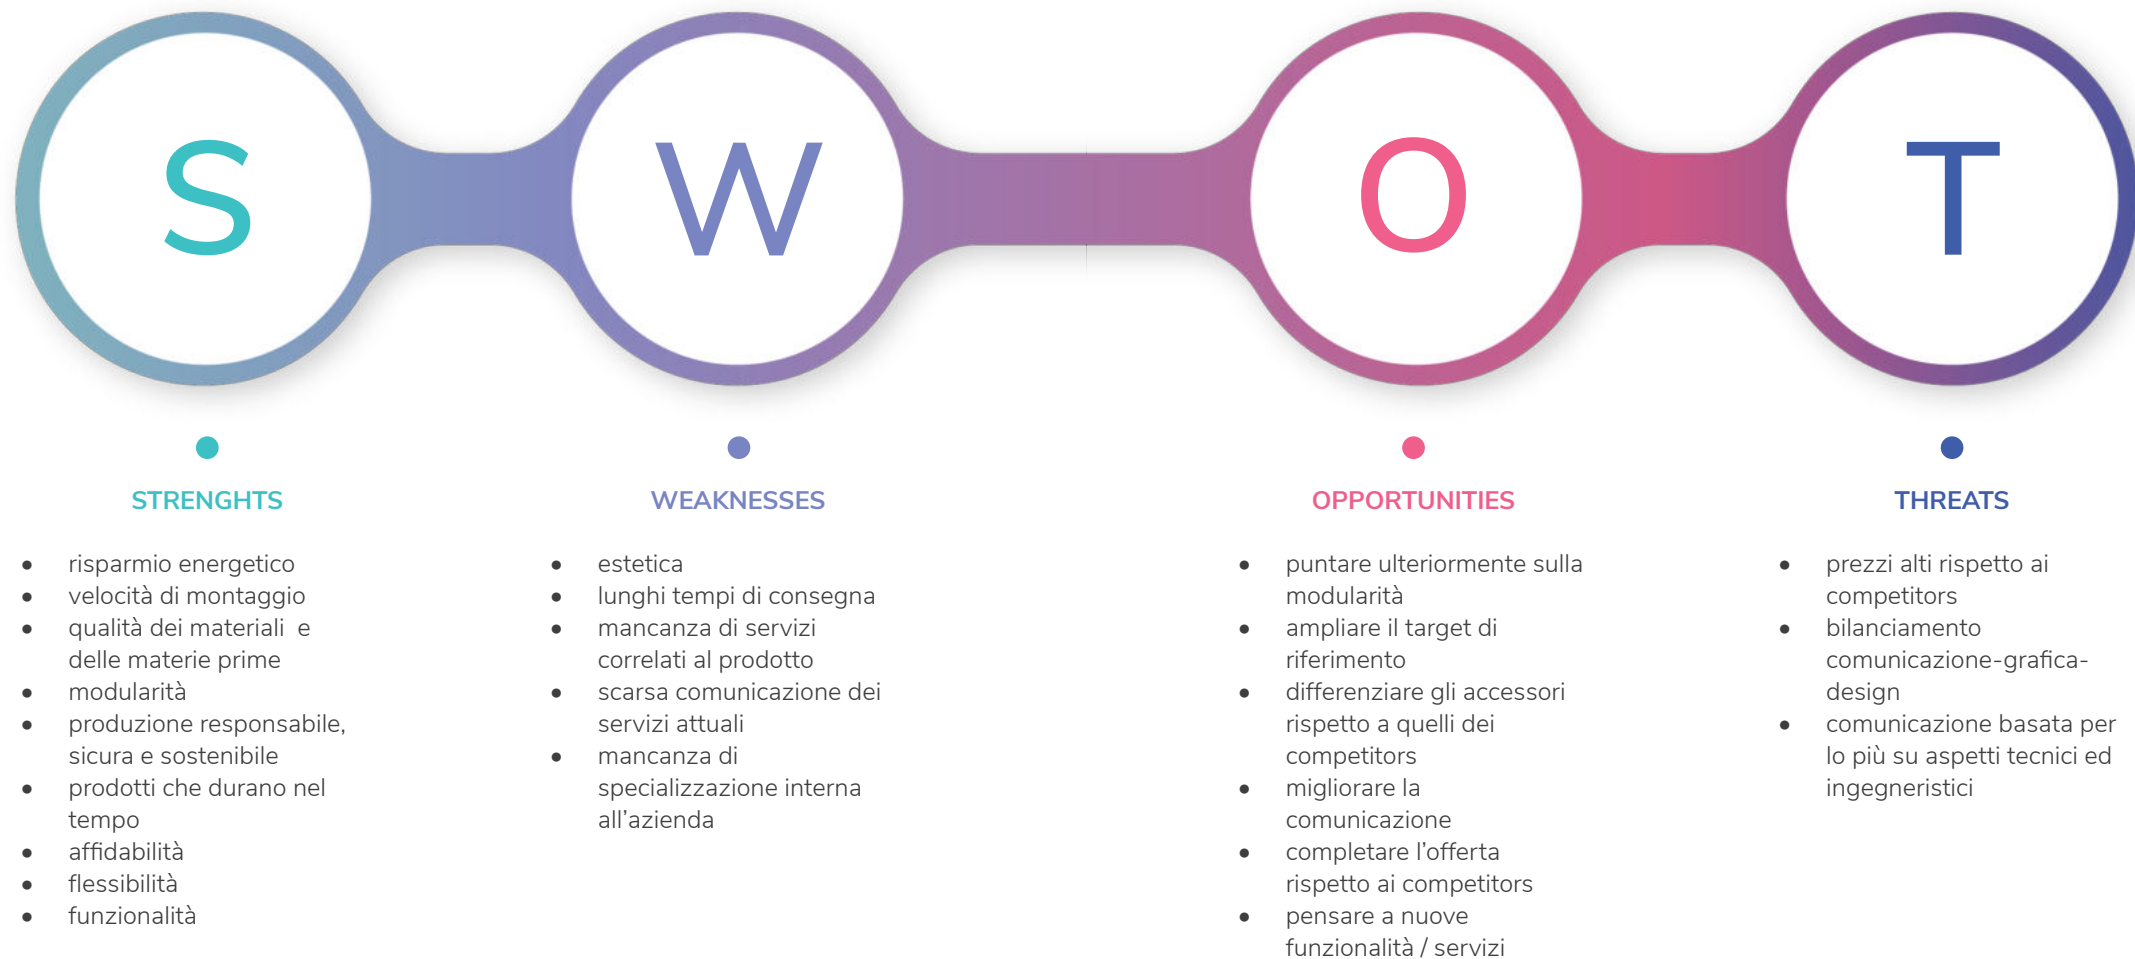 S
W
O
T
STRENGHTS
• risparmio energetico
• velocità di montaggio
• qualità dei materiali e
delle materie prime
• modularità
• produzione responsabile,
sicura e sostenibile
• prodotti che durano nel
tempo
• affidabilità
• flessibilità
• funzionalità
WEAKNESSES
• estetica
• lunghi tempi di consegna
• mancanza di servizi
correlati al prodotto
• scarsa comunicazione dei
servizi attuali
• mancanza di
specializzazione interna
all’azienda
OPPORTUNITIES
• puntare ulteriormente sulla
modularità
• ampliare il target di
riferimento
• differenziare gli accessori
rispetto a quelli dei
competitors
• migliorare la
comunicazione
• completare l’offerta
rispetto ai competitors
• pensare a nuove
funzionalità / servizi
THREATS
• prezzi alti rispetto ai
competitors
• bilanciamento
comunicazione-grafica-
design
• comunicazione basata per
lo più su aspetti tecnici ed
ingegneristici